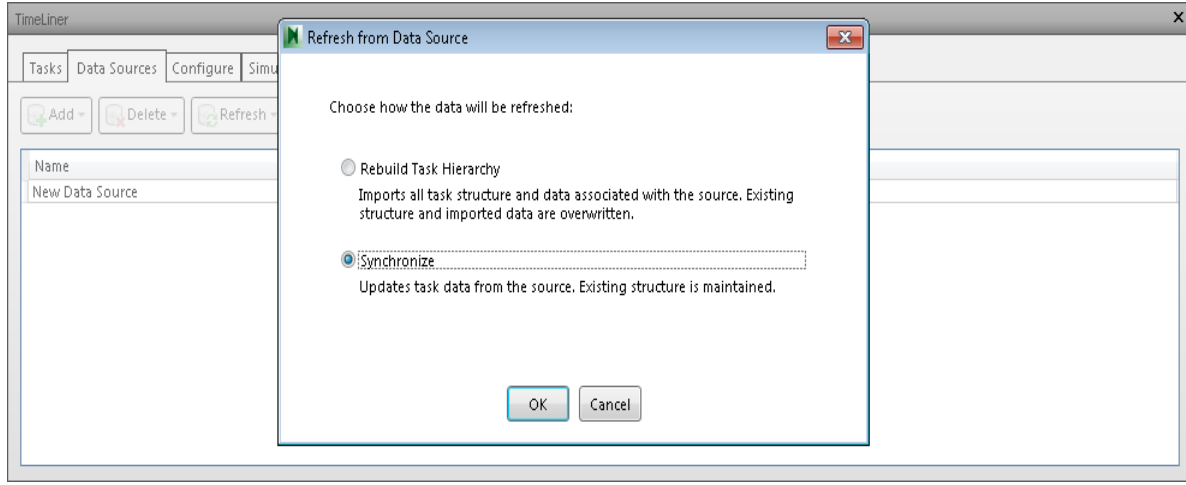 TimeLiner
Refresh from Data Source
Tasks Data Sources Configure Simu
Add Delete Refresh
Choose how the data will be refreshed:
Name
New Data Source
Rebuild Task Hierarchy
Imports all task structure and data associated with the source. Existing
structure and imported data are overwritten.
Synchronize
Updates task data from the source. Existing structure is maintained.
OK Cancel